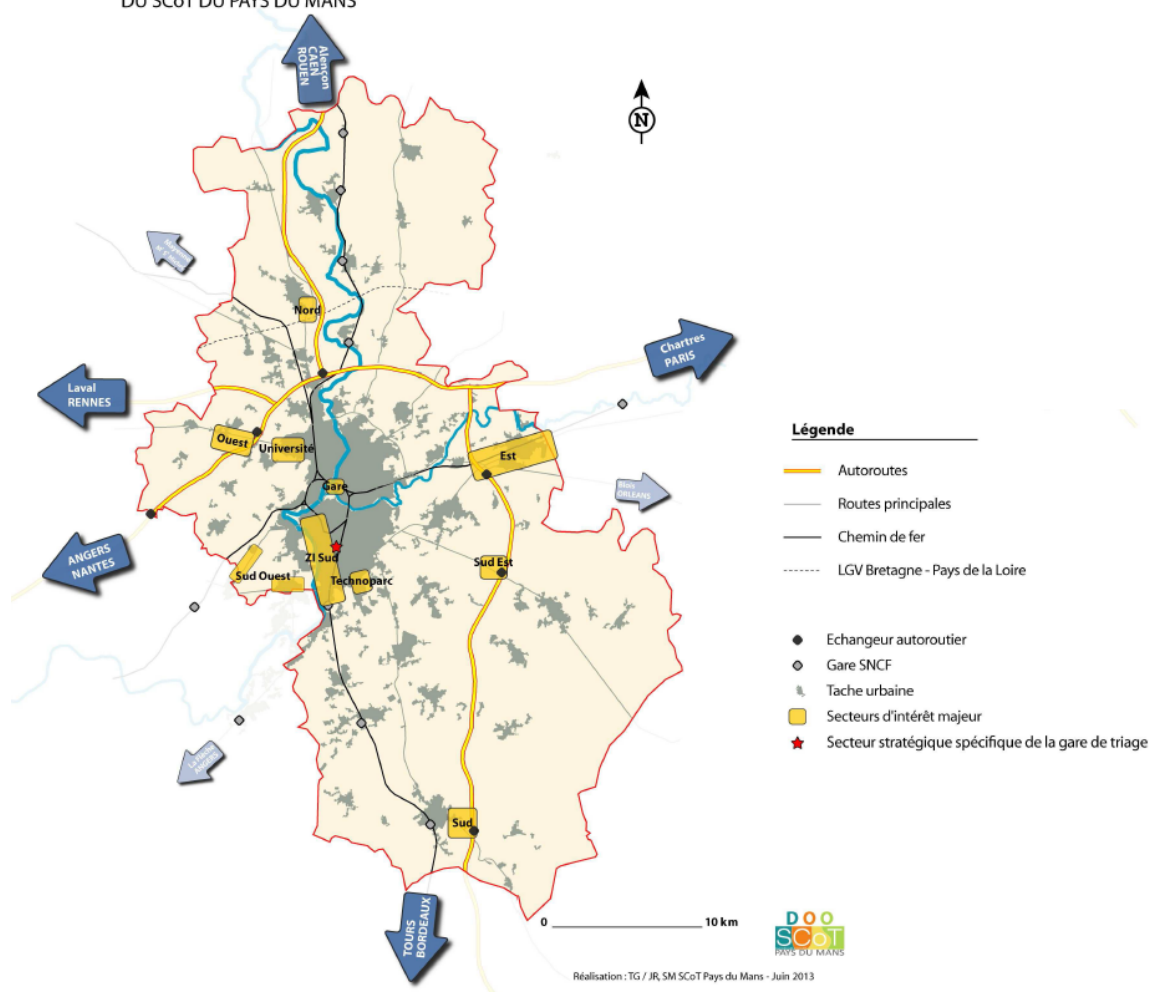 DU SCoT DU PAYS DU MANS
Alençon
CAEN
ROUEN
N
Mayenne
Nord
Chartres
PARIS
Laval
RENNES
Ouest
Université
Est
Gare
Blois
ORLEANS
ANGERS
NANTES
ZI Sud
Sud Est
Sud Ouest
Technoparc
La Flèche
ANGERS
Sud
TOURS
BORDEAUX
Légende
Autoroutes
Routes principales
Chemin de fer
LGV Bretagne - Pays de la Loire
Echangeur autoroutier
Gare SNCF
Tache urbaine
Secteurs d'intérêt majeur
Secteur stratégique spécifique de la gare de triage
0 10 km
DOO
SCoT
PAYS DU MANS
Réalisation : TG / JR, SM SCoT Pays du Mans - Juin 2013